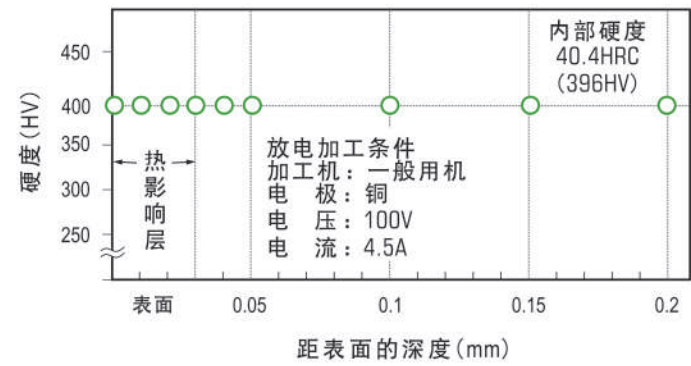 内部硬度
40.4HRC
(396HV)
450
400
350
300
250
硬度(HV)
热影响层
放电加工条件
加工机：一般用机
电　极：铜
电　压：100V
电　流：4.5A
表面
0.05
0.1
0.15
0.2
距表面的深度(mm)